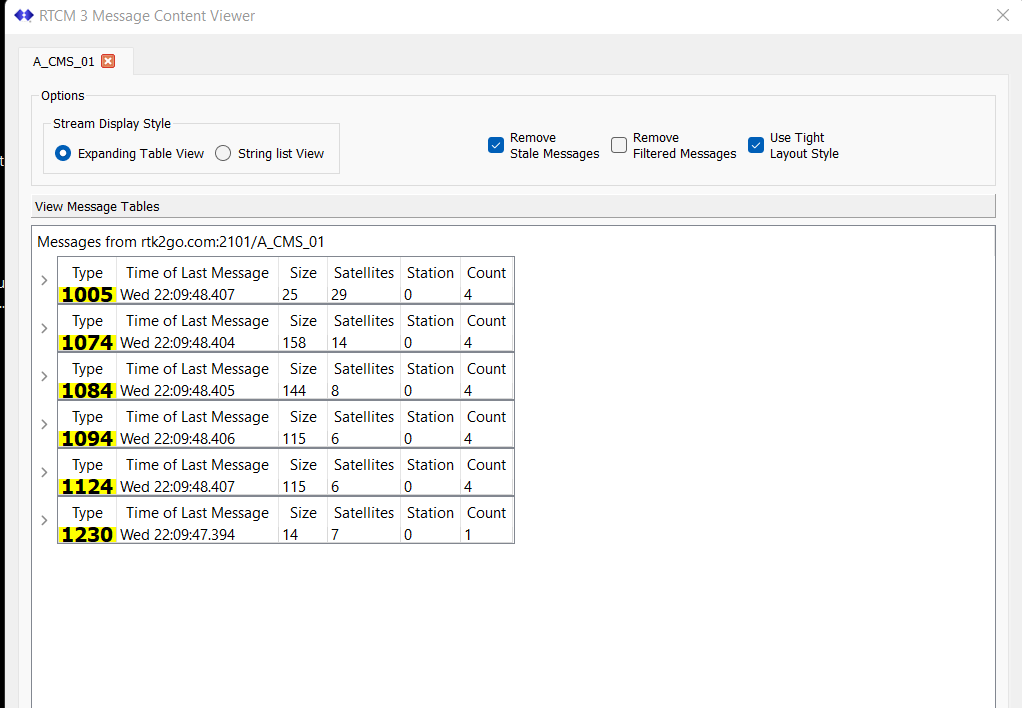 RTCM 3 Message Content Viewer
A_CMS_01
Options
Stream Display Style
Expanding Table View String list View
Remove
Stale Messages
Remove
Filtered Messages
Use Tight
Layout Style
View Message Tables
Messages from rtk2go.com:2101/A_CMS_01
Type Time of Last Message Size Satellites Station Count
1005 Wed 22:09:48.407 25 29 0 4
Type Time of Last Message Size Satellites Station Count
1074 Wed 22:09:48.404 158 14 0 4
Type Time of Last Message Size Satellites Station Count
1084 Wed 22:09:48.405 144 8 0 4
Type Time of Last Message Size Satellites Station Count
1094 Wed 22:09:48.406 115 6 0 4
Type Time of Last Message Size Satellites Station Count
1124 Wed 22:09:48.407 115 6 0 4
Type Time of Last Message Size Satellites Station Count
1230 Wed 22:09:47.394 14 7 0 1